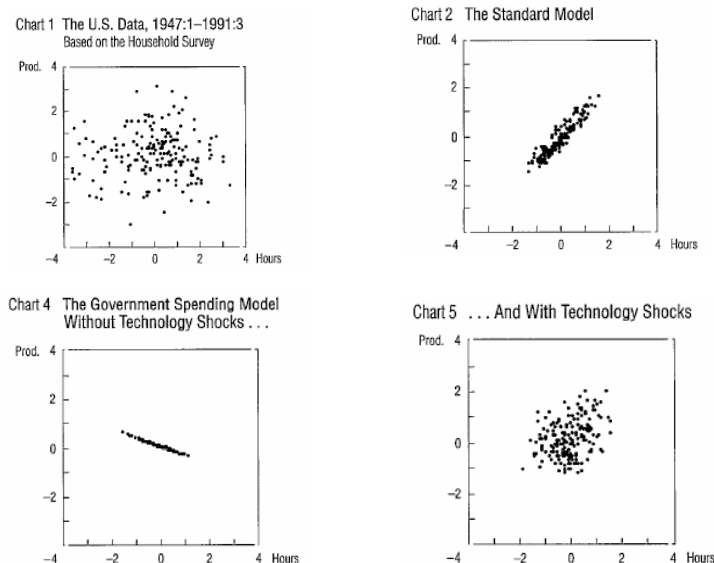 Chart 1 The U.S. Data, 1947:1–1991:3
Based on the Household Survey
Prod. 4
2
0
−2
−4 −2 0 2 4 Hours
Chart 2 The Standard Model
Prod. 4
2
0
−2
−4 −2 0 2 4 Hours
Chart 4 The Government Spending Model
Without Technology Shocks . . .
Prod. 4
2
0
−2
−4 −2 0 2 4 Hours
Chart 5 . . . And With Technology Shocks
Prod. 4
2
0
−2
−4 −2 0 2 4 Hours